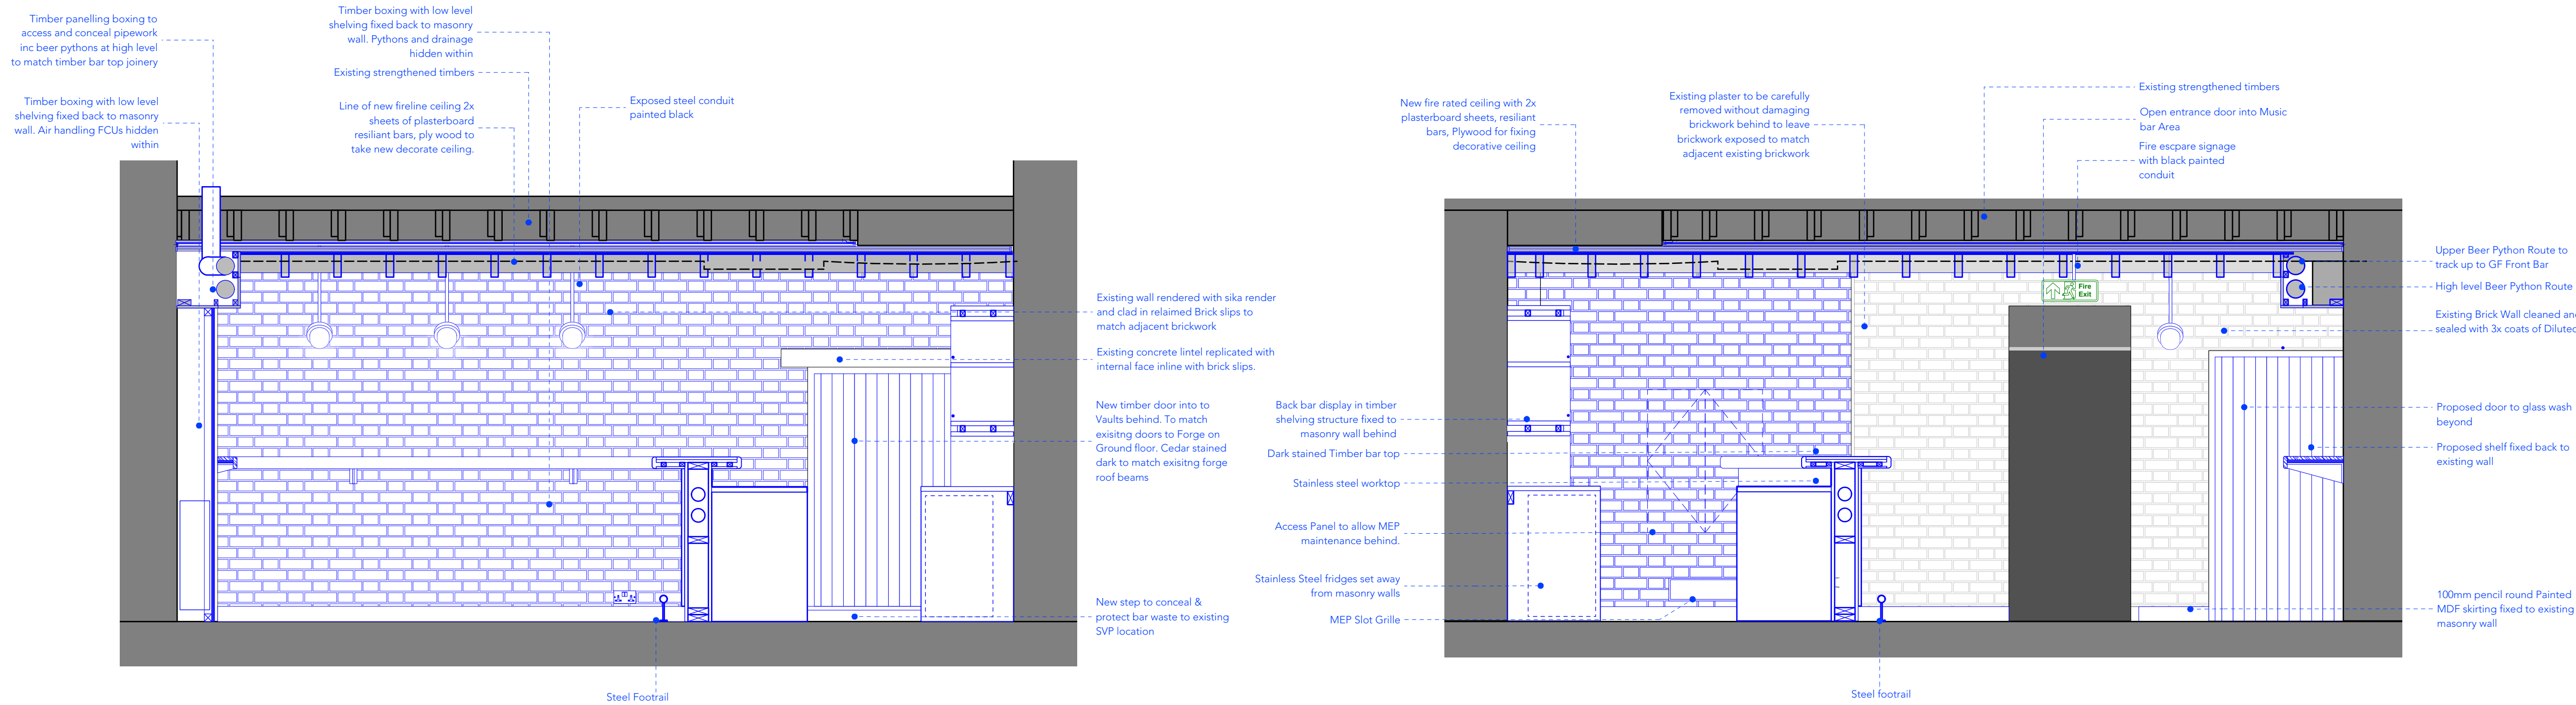 Timber panelling boxing to
access and conceal pipework
inc beer pythons at high level
to match timber bar top joinery
Timber boxing with low level
shelving fixed back to masonry
wall. Air handling FCUs hidden
within
Timber boxing with low level
shelving fixed back to masonry
wall. Pythons and drainage
hidden within
Existing strengthened timbers
Line of new fireline ceiling 2x
sheets of plasterboard
resiliant bars, ply wood to
take new decorate ceiling.
Exposed steel conduit
painted black
Existing wall rendered with sika render
and clad in relaimed Brick slips to
match adjacent brickwork
Existing concrete lintel replicated with
internal face inline with brick slips.
New timber door into to
Vaults behind. To match
exisitng doors to Forge on
Ground floor. Cedar stained
dark to match exisitng forge
roof beams
New step to conceal &
protect bar waste to existing
SVP location
Steel Footrail
New fire rated ceiling with 2x
plasterboard sheets, resiliant
bars, Plywood for fixing
decorative ceiling
Existing plaster to be carefully
removed without damaging
brickwork behind to leave
brickwork exposed to match
adjacent existing brickwork
Existing strengthened timbers
Open entrance door into Music
bar Area
Fire escpare signage
with black painted
conduit
Fire
Exit
Back bar display in timber
shelving structure fixed to
masonry wall behind
Dark stained Timber bar top
Stainless steel worktop
Access Panel to allow MEP
maintenance behind.
Stainless Steel fridges set away
from masonry walls
MEP Slot Grille
Steel footrail
Upper Beer Python Route to
track up to GF Front Bar
High level Beer Python Route
Existing Brick Wall cleaned an
sealed with 3x coats of Dilute
Proposed door to glass wash
beyond
Proposed shelf fixed back to
existing wall
100mm pencil round Painted
MDF skirting fixed to existing
masonry wall